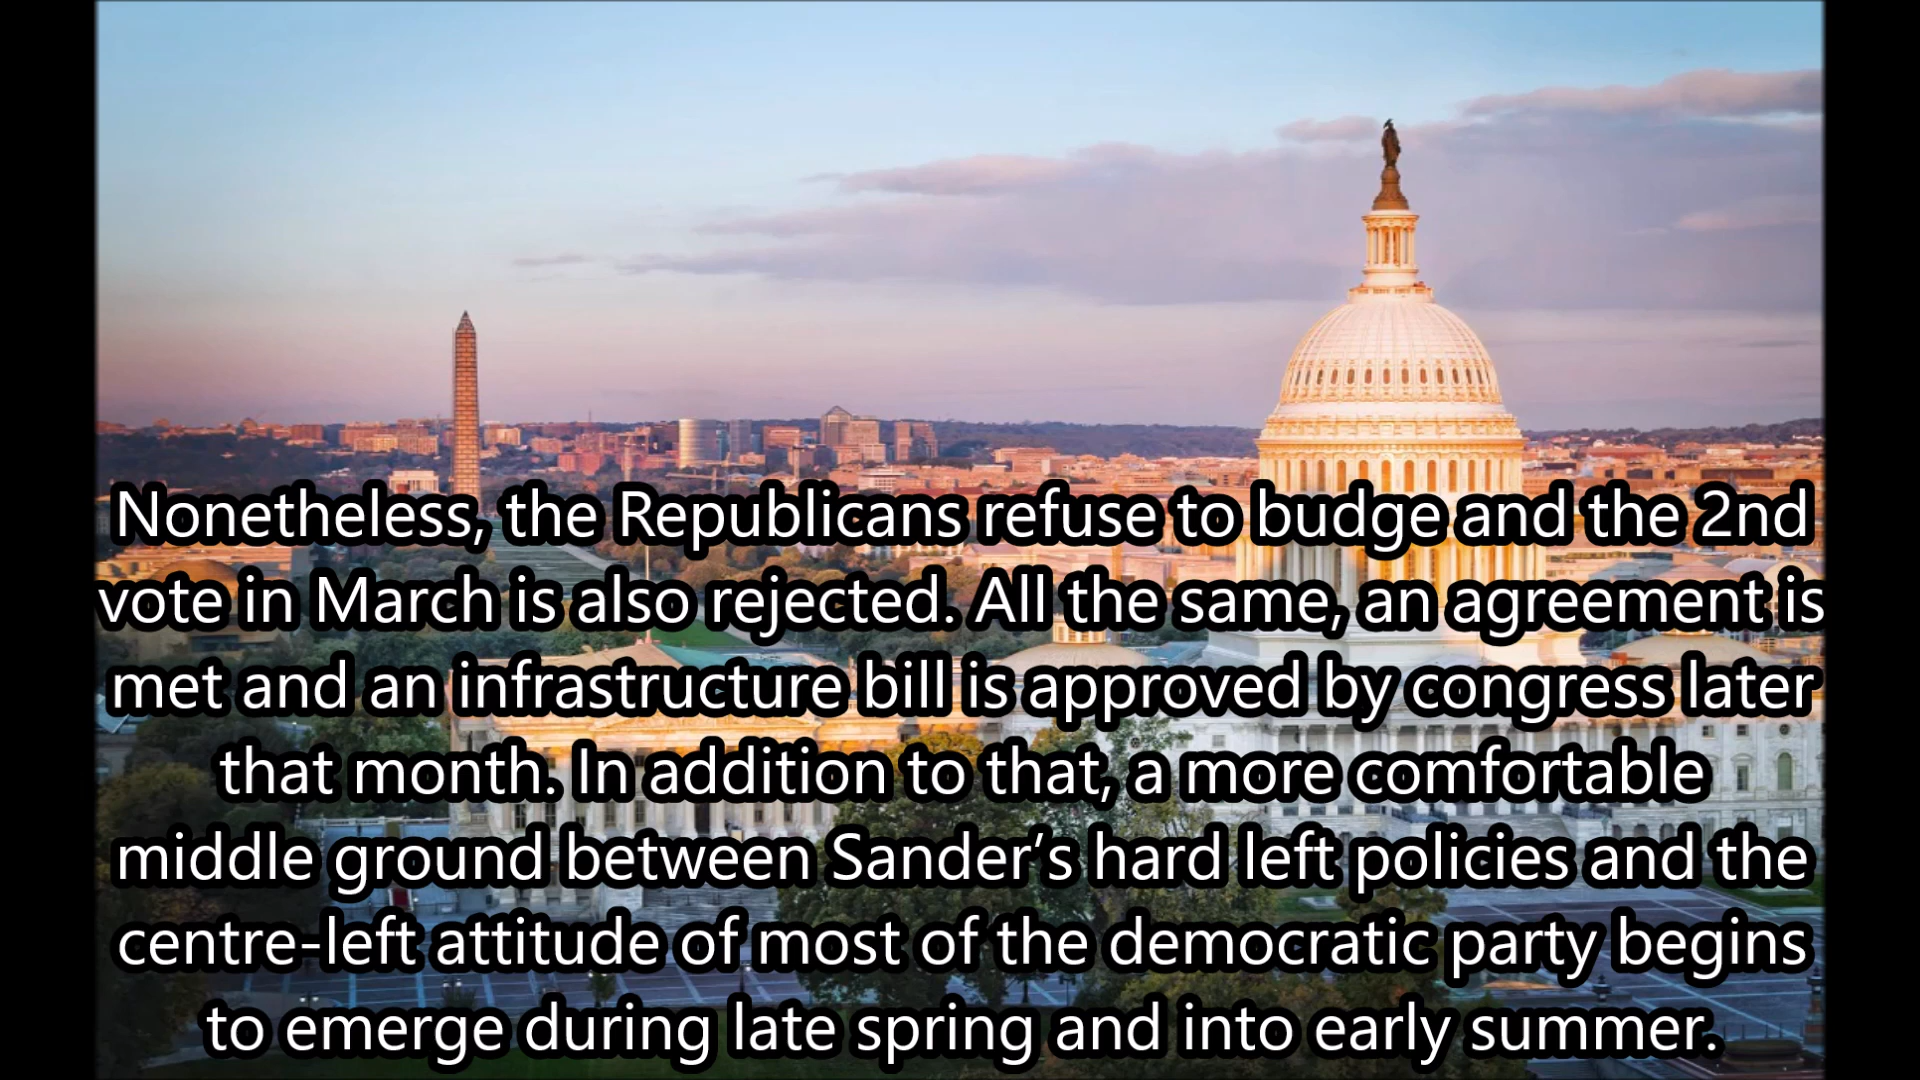 Nonetheless, the Republicans refuse to budge and the 2nd
vote in March is also rejected. All the same, an agreement is
met and an infrastructure bill is approved by congress later
that month. In addition to that, a more comfortable
middle ground between Sander’s hard left policies and the
centre-left attitude of most of the democratic party begins
to emerge during late spring and into early summer.